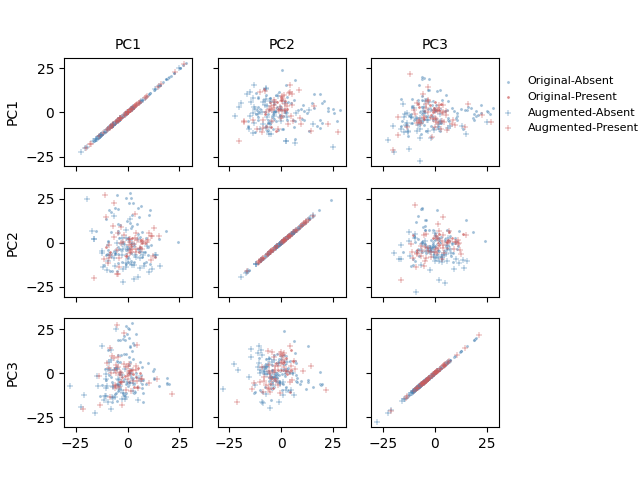 PC1 PC2 PC3
PC1 25 0 −25
Original-Absent
Original-Present
Augmented-Absent
Augmented-Present
PC2 25 0 −25
PC3 25 0 −25
−25 0 25 −25 0 25 −25 0 25